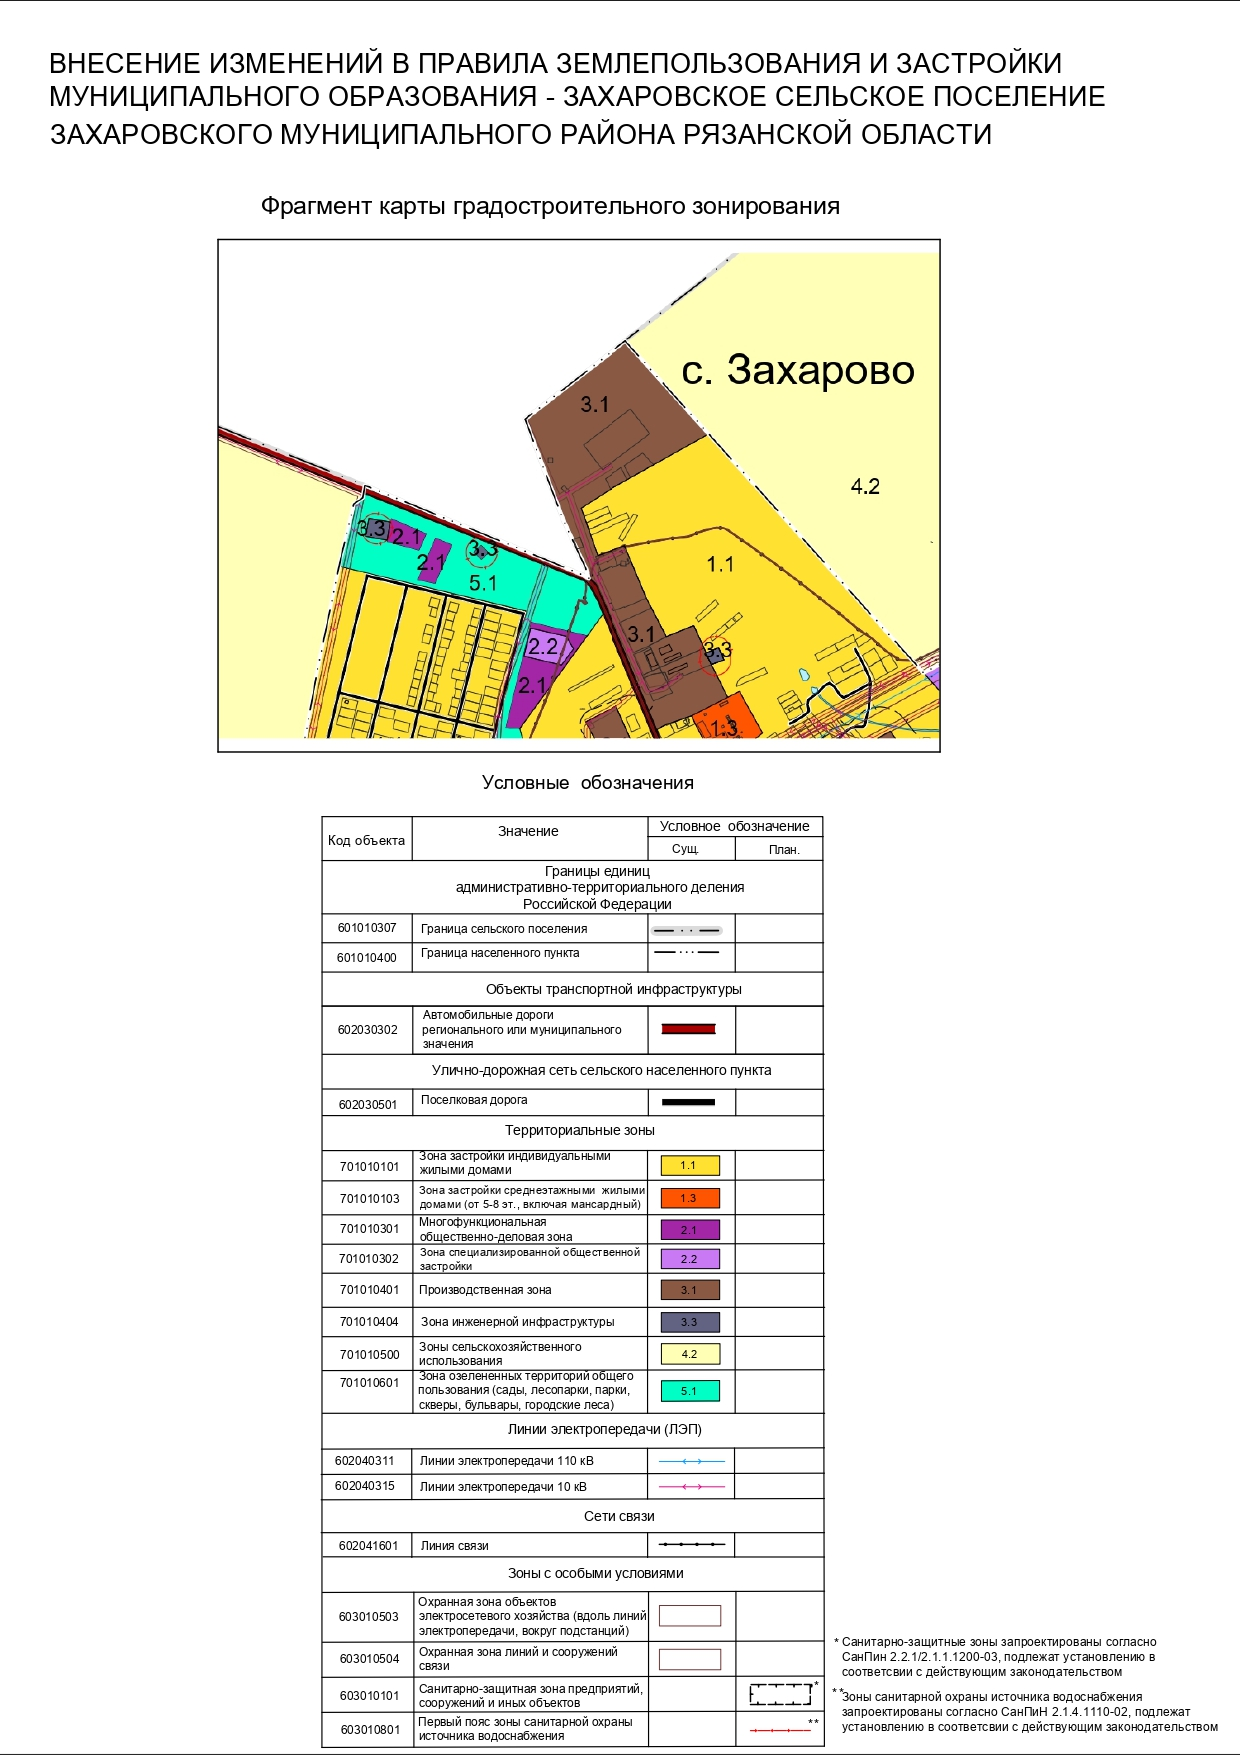 ВНЕСЕНИЕ ИЗМЕНЕНИЙ В ПРАВИЛА ЗЕМЛЕПОЛЬЗОВАНИЯ И ЗАСТРОЙКИ
МУНИЦИПАЛЬНОГО ОБРАЗОВАНИЯ - ЗАХАРОВСКОЕ СЕЛЬСКОЕ ПОСЕЛЕНИЕ
ЗАХАРОВСКОГО МУНИЦИПАЛЬНОГО РАЙОНА РЯЗАНСКОЙ ОБЛАСТИ
Фрагмент карты градостроительного зонирования
с. Захарово
3.1
4.2
3.3
2.1
3.3
2.1
5.1
1.1
3.1
2.2
3.3
2.1
1.3
Условные обозначения
Код объекта
Значение
Условное обозначение
Сущ.
План.
Границы единиц
административно-территориального деления
Российской Федерации
601010307
Граница сельского поселения
601010400
Граница населенного пункта
Объекты транспортной инфраструктуры
602030302
Автомобильные дороги
регионального или муниципального
значения
Улично-дорожная сеть сельского населенного пункта
602030501
Поселковая дорога
Территориальные зоны
701010101
Зона застройки индивидуальными
жилыми домами
1.1
701010103
Зона застройки среднеэтажными жилыми
домами (от 5-8 эт., включая мансардный)
1.3
701010301
Многофункциональная
общественно-деловая зона
2.1
701010302
Зона специализированной общественной
застройки
2.2
701010401
Производственная зона
3.1
701010404
Зона инженерной инфраструктуры
3.3
701010500
Зоны сельскохозяйственного
использования
4.2
701010601
Зона озелененных территорий общего
пользования (сады, лесопарки, парки,
скверы, бульвары, городские леса)
5.1
Линии электропередачи (ЛЭП)
602040311
Линии электропередачи 110 кВ
602040315
Линии электропередачи 10 кВ
Сети связи
602041601
Линия связи
Зоны с особыми условиями
603010503
Охранная зона объектов
электросетевого хозяйства (вдоль линий
электропередачи, вокруг подстанций)
603010504
Охранная зона линий и сооружений
связи
603010101
Санитарно-защитная зона предприятий,
сооружений и иных объектов
*
603010801
Первый пояс зоны санитарной охраны
источника водоснабжения
**
* Санитарно-защитные зоны запроектированы согласно
СанПин 2.2.1/2.1.1.1200-03, подлежат установлению в
соответсвии с действующим законодательством
** Зоны санитарной охраны источника водоснабжения
запроектированы согласно СанПиН 2.1.4.1110-02, подлежат
установлению в соответсвии с действующим законодательством